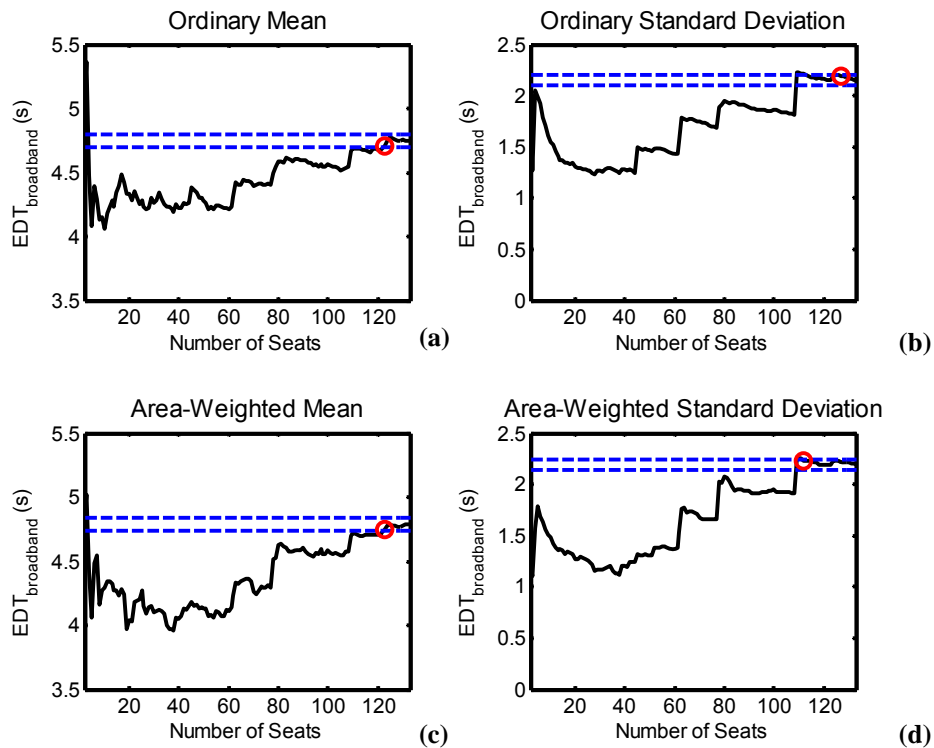 Ordinary Mean
5.5
5
4.5
4
3.5
EDTbroadband (s)
20 40 60 80 100 120
Number of Seats
(a)
Ordinary Standard Deviation
2.5
2
1.5
1
0.5
0
EDTbroadband (s)
20 40 60 80 100 120
Number of Seats
(b)
Area-Weighted Mean
5.5
5
4.5
4
3.5
EDTbroadband (s)
20 40 60 80 100 120
Number of Seats
(c)
Area-Weighted Standard Deviation
2.5
2
1.5
1
0.5
0
EDTbroadband (s)
20 40 60 80 100 120
Number of Seats
(d)